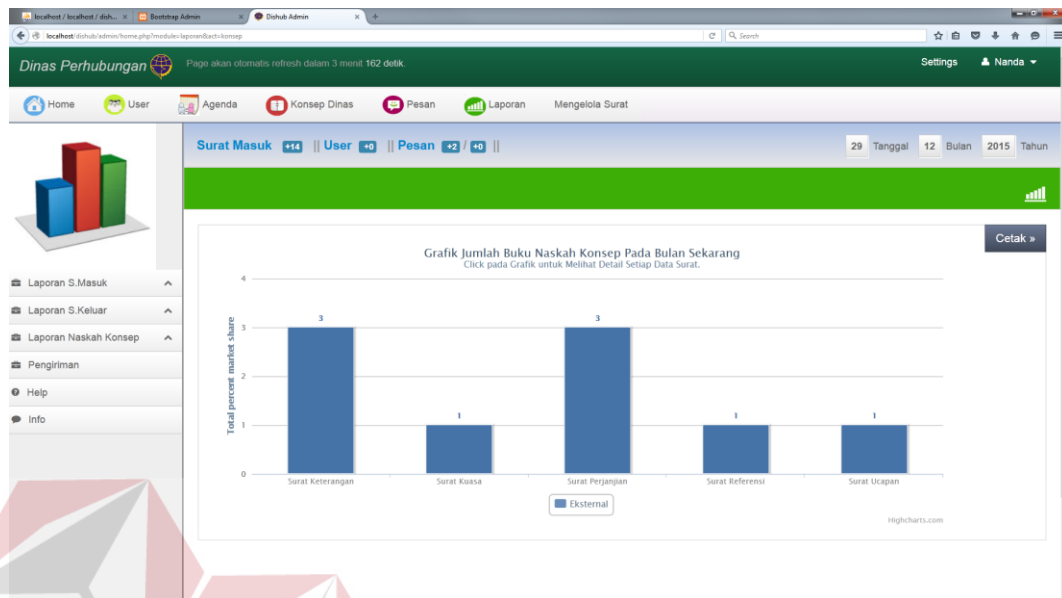 localhost / localhost / dish...
Bootstrap Admin
Dishub Admin
localhost/dishub/admin/home.php?module=laporan&act=konsep
Search
Dinas Perhubungan
Page akan otomatis refresh dalam 3 menit 162 detik.
Settings
Nanda
Home
User
Agenda
Konsep Dinas
Pesan
Laporan
Mengelola Surat
Surat Masuk +14 || User +0 || Pesan +2 / +0 ||
29 Tanggal 12 Bulan 2015 Tahun
Cetak »
Laporan S.Masuk
Laporan S.Keluar
Laporan Naskah Konsep
Pengiriman
Help
Info
Grafik Jumlah Buku Naskah Konsep Pada Bulan Sekarang
Click pada Grafik untuk Melihat Detail Setiap Data Surat.
Total percent market share
4
3
2
1
0
3
1
3
1
1
Surat Keterangan
Surat Kuasa
Surat Perjanjian
Surat Referensi
Surat Ucapan
Eksternal
Highcharts.com